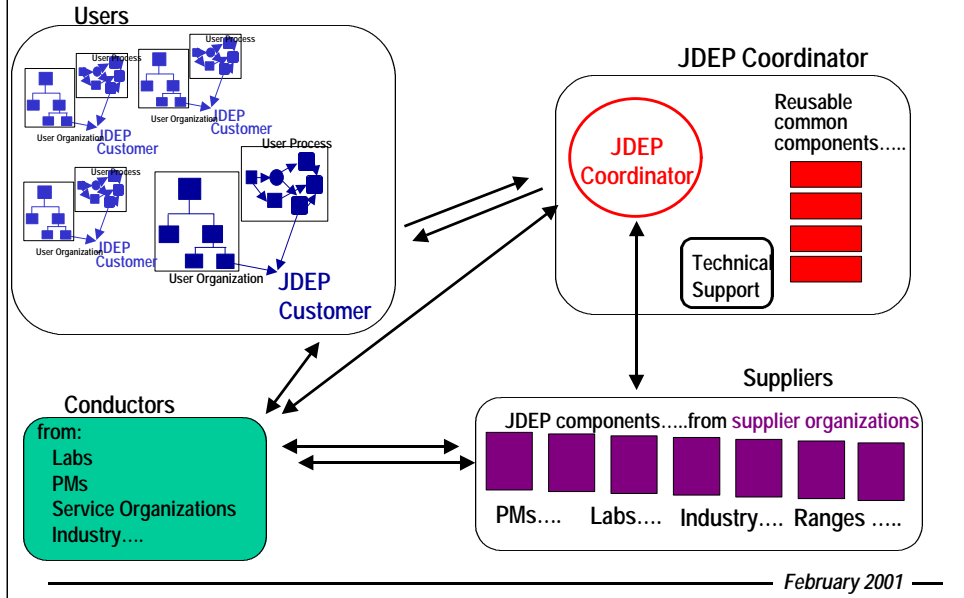 Users
User Process
User Organization
JDEP
Customer
User Process
User Organization
JDEP
Customer
User Process
User Organization
JDEP
Customer
User Process
User Organization
JDEP
Customer
JDEP Coordinator
JDEP
Coordinator
Reusable
common
components…..
Technical
Support
Conductors
from:
Labs
PMs
Service Organizations
Industry….
Suppliers
JDEP components…..from supplier organizations
PMs…. Labs…. Industry…. Ranges …..
February 2001